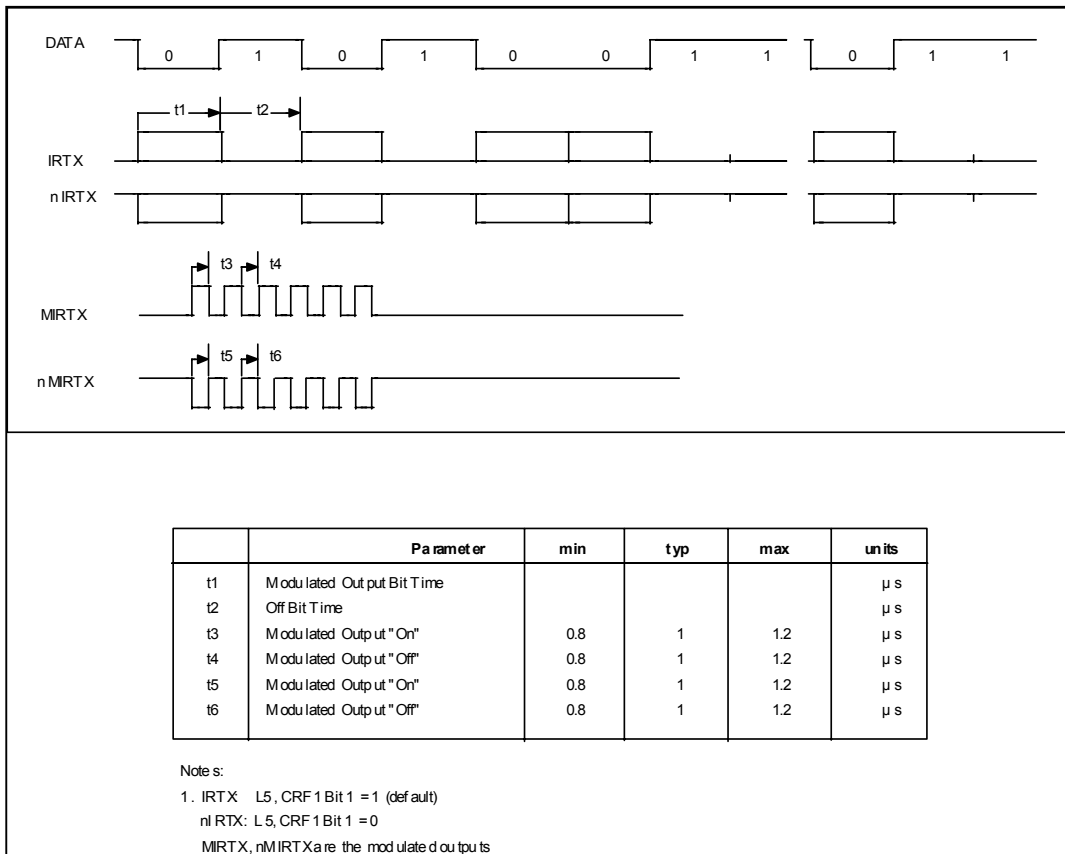 DATA 0 1 0 1 0 0 1 1 0 1 1
t1 t2
IRTX
nIRTX
t3 t4
MIRTX
t5 t6
nMIRTX
Parameter min typ max units
t1 Modulated Output Bit Time µs
t2 Off Bit Time µs
t3 Modulated Output "On" 0.8 1 1.2 µs
t4 Modulated Output "Off" 0.8 1 1.2 µs
t5 Modulated Output "On" 0.8 1 1.2 µs
t6 Modulated Output "Off" 0.8 1 1.2 µs
Notes:
1. IRTX: L5, CRF1 Bit 1 = 1 (default)
nIRTX: L5, CRF1 Bit 1 = 0
MIRTX, nMIRTX are the modulated outputs